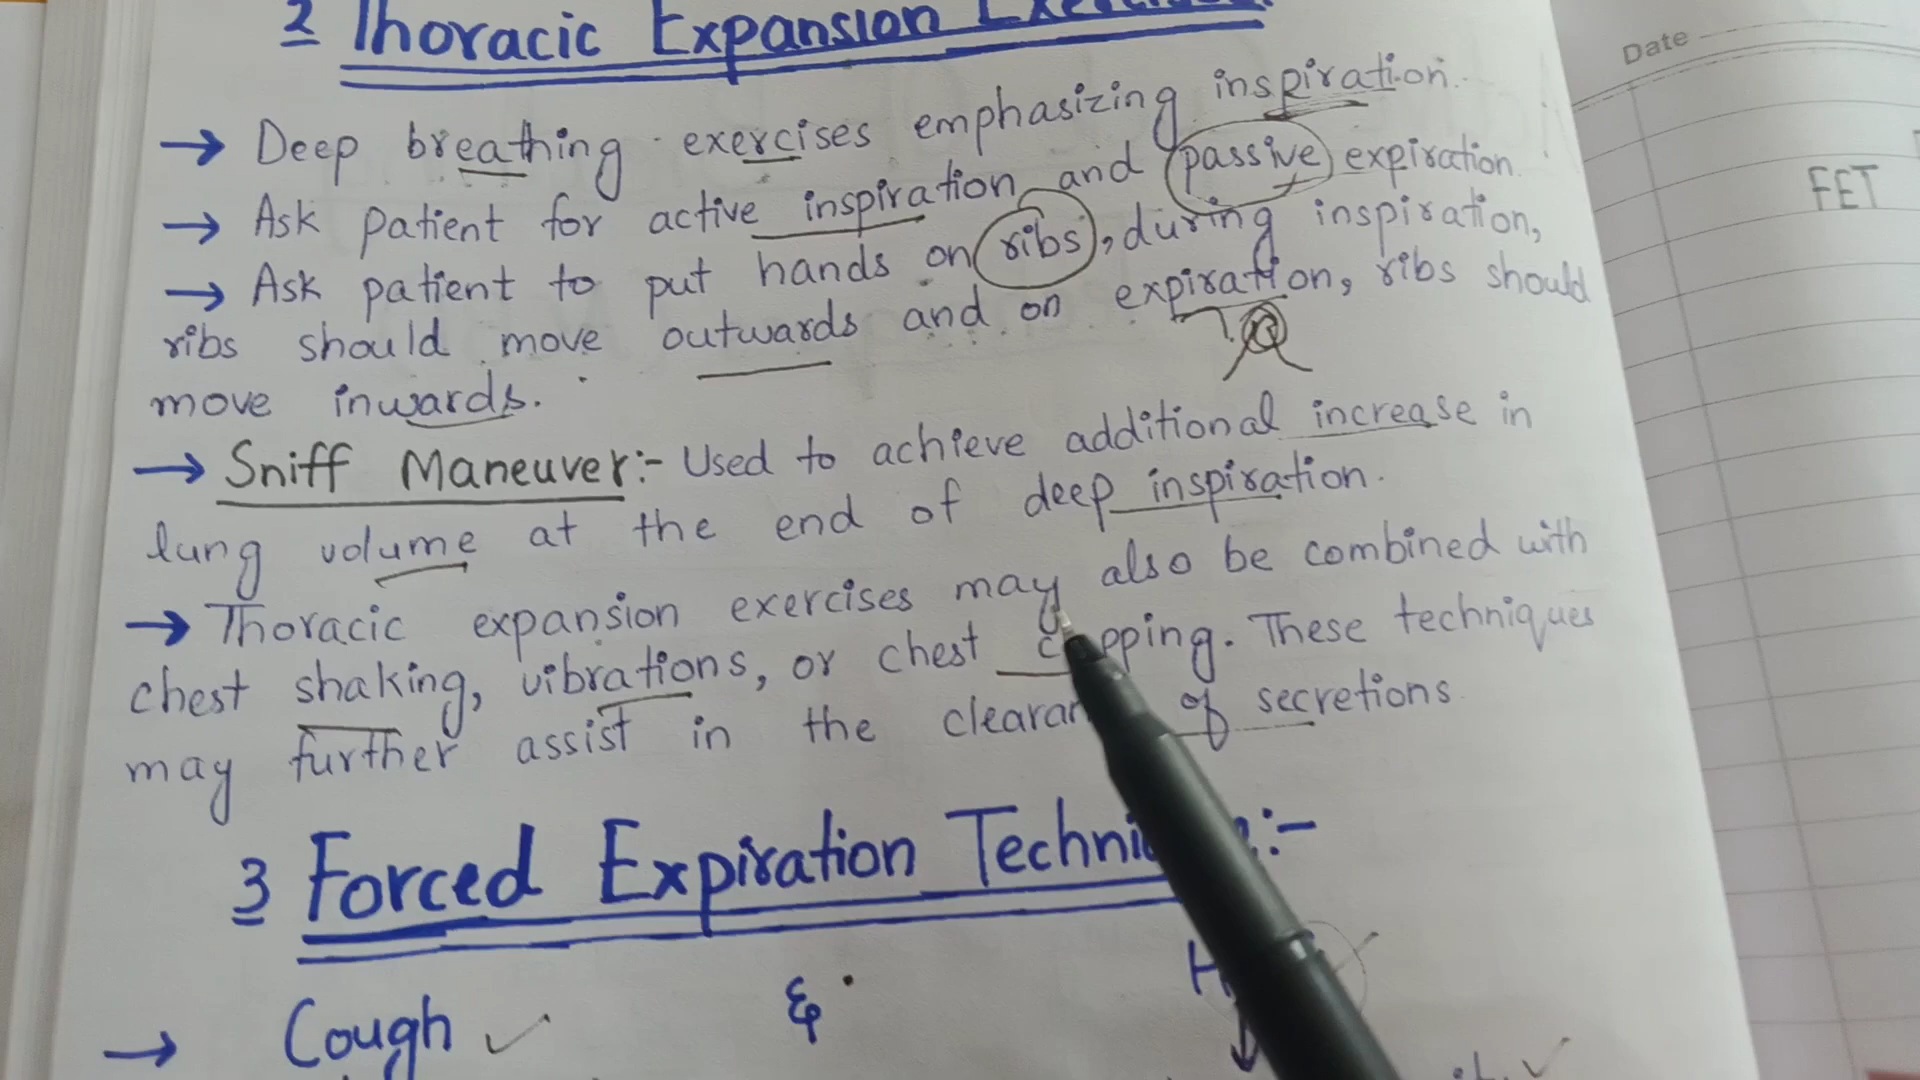 2 Thoracic Expansion
→ Deep breathing exercises emphasizing inspiration.
→ Ask patient for active inspiration and passive expiration
→ Ask patient to put hands on ribs, during inspiration,
ribs should move outwards and on expiration, ribs should
move inwards.
→ Sniff Maneuver:- Used to achieve additional increase in
lung volume at the end of deep inspiration.
→ Thoracic expansion exercises may also be combined with
chest shaking, vibrations, or chest These techniques
may further assist in the of secretions
3 Forced Expiration
→ Cough ✓ &
Date
FET